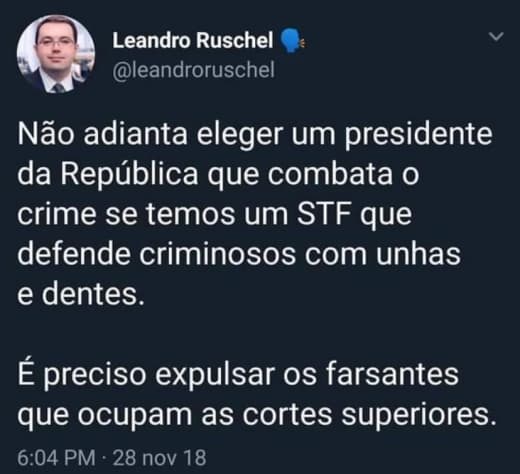 Leandro Ruschel 🗣
@leandroruschel
Não adianta eleger um presidente
da República que combata o
crime se temos um STF que
defende criminosos com unhas
e dentes.
É preciso expulsar os farsantes
que ocupam as cortes superiores.
6:04 PM · 28 nov 18